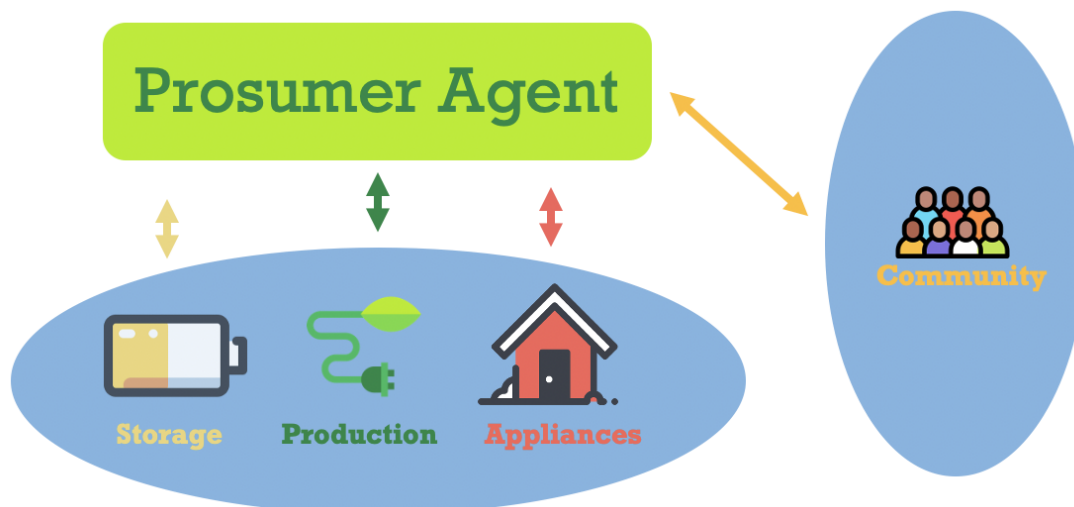 Prosumer Agent
Community
Storage
Production
Appliances